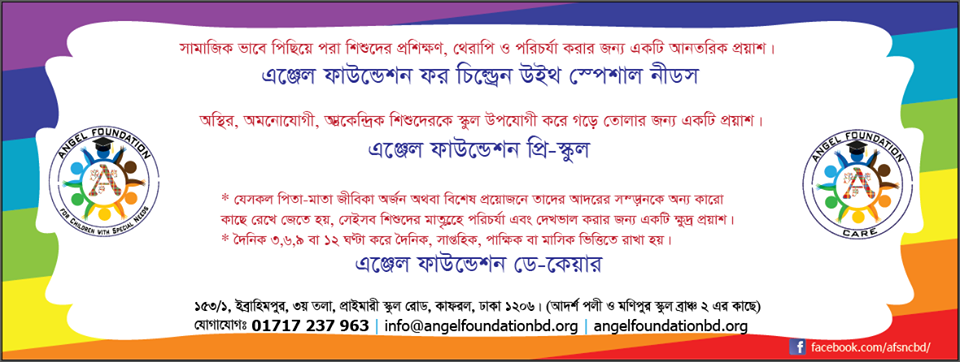 সামাজিক ভাবে পিছিয়ে পরা শিশুদের প্রশিক্ষণ, থেরাপি ও পরিচর্যা করার জন্য একটি আনতরিক প্রয়াশ।
এঞ্জেল ফাউন্ডেশন ফর চিল্ড্রেন উইথ স্পেশাল নীডস
অস্থির, অমনোযোগী, আত্মকেন্দ্রিক শিশুদেরকে স্কুল উপযোগী করে গড়ে তোলার জন্য একটি প্রয়াশ।
এঞ্জেল ফাউন্ডেশন প্রি-স্কুল
ANGEL FOUNDATION
FOR CHILDREN WITH SPECIAL NEEDS
ANGEL FOUNDATION
CARE
* যেসকল পিতা-মাতা জীবিকা অর্জন অথবা বিশেষ প্রয়োজনে তাদের আদরের অন্য কারো
কাছে রেখে জেতে হয়, সেইসব শিশুদের পরিচর্যা এবং দেখভাল করার জন্য একটি ক্ষুদ্র প্রয়াশ।
* দৈনিক ৩,৬,৯ বা ১২ ঘণ্টা করে দৈনিক, সাপ্তহিক, পাক্ষিক বা মাসিক ভিত্তিতে রাখা হয়।
এঞ্জেল ফাউন্ডেশন ডে-কেয়ার
১৫৩/১, ইব্রাহিমপুর, ৩য় তলা, প্রাইমারী স্কুল রোড, কাফরুল, ঢাকা ১২০৬। (আদর্শ পলী ও মণিপুর স্কুল ব্রাঞ্চ ২ এর কাছে)
যোগাযোগঃ 01717 237 963 | info@angelfoundationbd.org | angelfoundationbd.org
facebook.com/afsncbd/